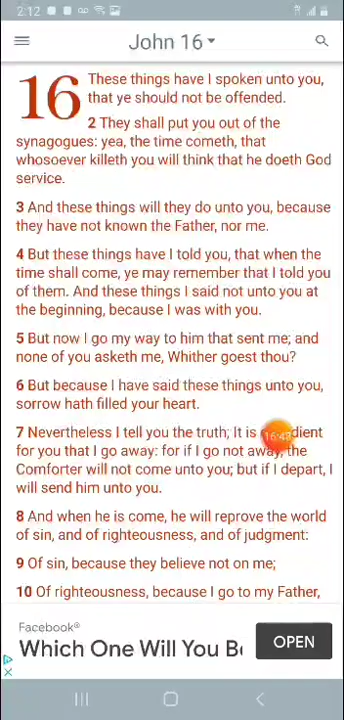 2:12
John 16
16 These things have I spoken unto you,
that ye should not be offended.
2 They shall put you out of the
synagogues: yea, the time cometh, that
whosoever killeth you will think that he doeth God
service.
3 And these things will they do unto you, because
they have not known the Father, nor me.
4 But these things have I told you, that when the
time shall come, ye may remember that I told you
of them. And these things I said not unto you at
the beginning, because I was with you.
5 But now I go my way to him that sent me; and
none of you asketh me, Whither goest thou?
6 But because I have said these things unto you,
sorrow hath filled your heart.
7 Nevertheless I tell you the truth; It is dient
16:47
for you that I go away: for if I go not away, the
Comforter will not come unto you; but if I depart, I
will send him unto you.
8 And when he is come, he will reprove the world
of sin, and of righteousness, and of judgment:
9 Of sin, because they believe not on me;
10 Of righteousness, because I go to my Father,
Facebook®
Which One Will You Be
OPEN